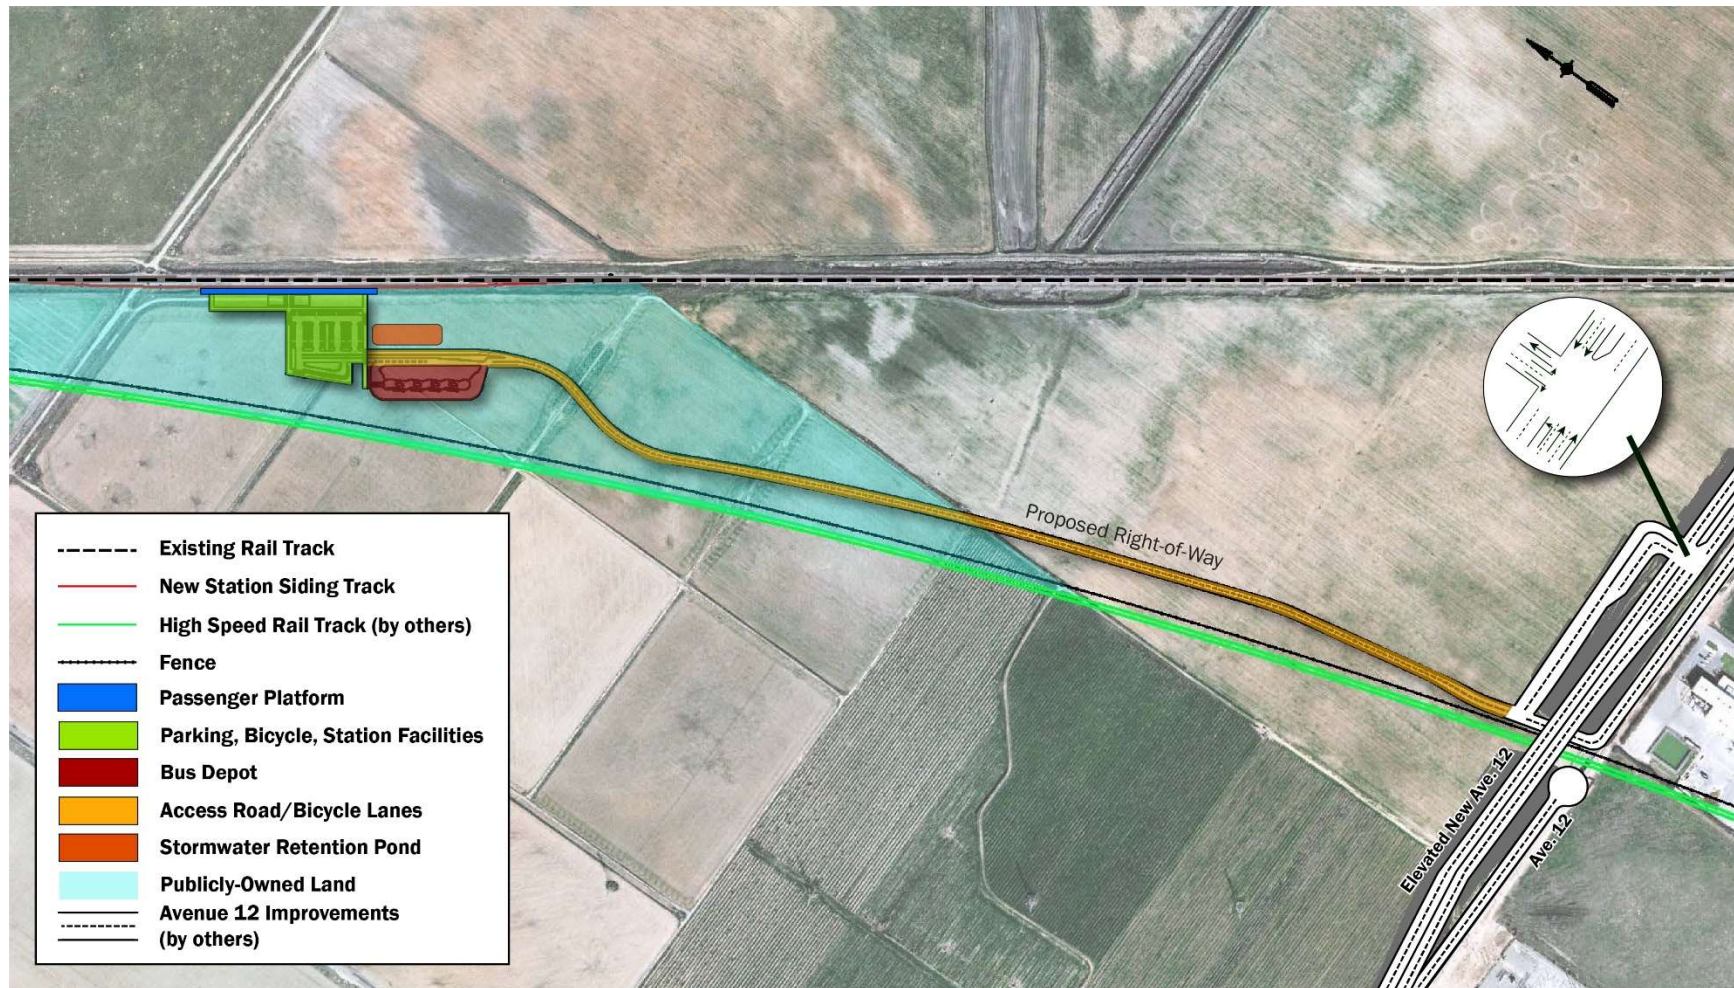 Proposed Right-of-Way
Existing Rail Track
New Station Siding Track
High Speed Rail Track (by others)
Fence
Passenger Platform
Parking, Bicycle, Station Facilities
Bus Depot
Access Road/Bicycle Lanes
Stormwater Retention Pond
Publicly-Owned Land
Avenue 12 Improvements
(by others)
Elevated New Ave. 12
Ave. 12